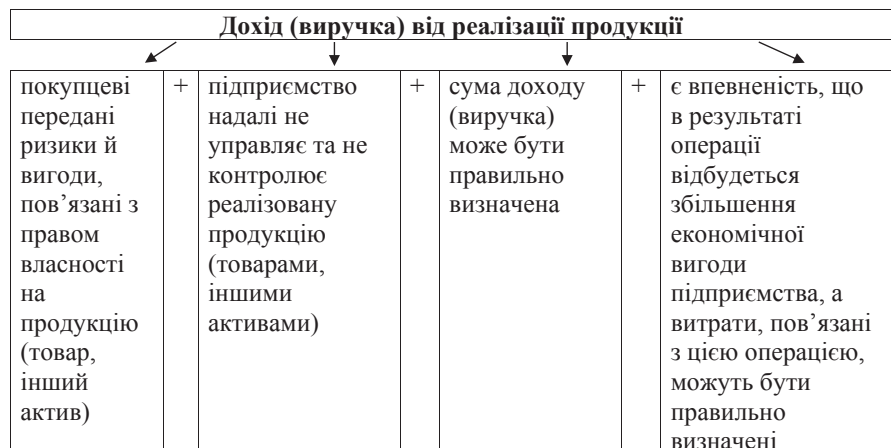 Дохід (виручка) від реалізації продукції
покупцеві
передані
ризики й
вигоди,
пов’язані з
правом
власності
на
продукцію
(товар,
інший
актив)
+
підприємство
надалі не
управляє та не
контролює
реалізовану
продукцію
(товарами,
іншими
активами)
+
сума доходу
(виручка)
може бути
правильно
визначена
+
є впевненість, що
в результаті
операції
відбудеться
збільшення
економічної
вигоди
підприємства, а
витрати, пов’язані
з цією операцією,
можуть бути
правильно
визначені